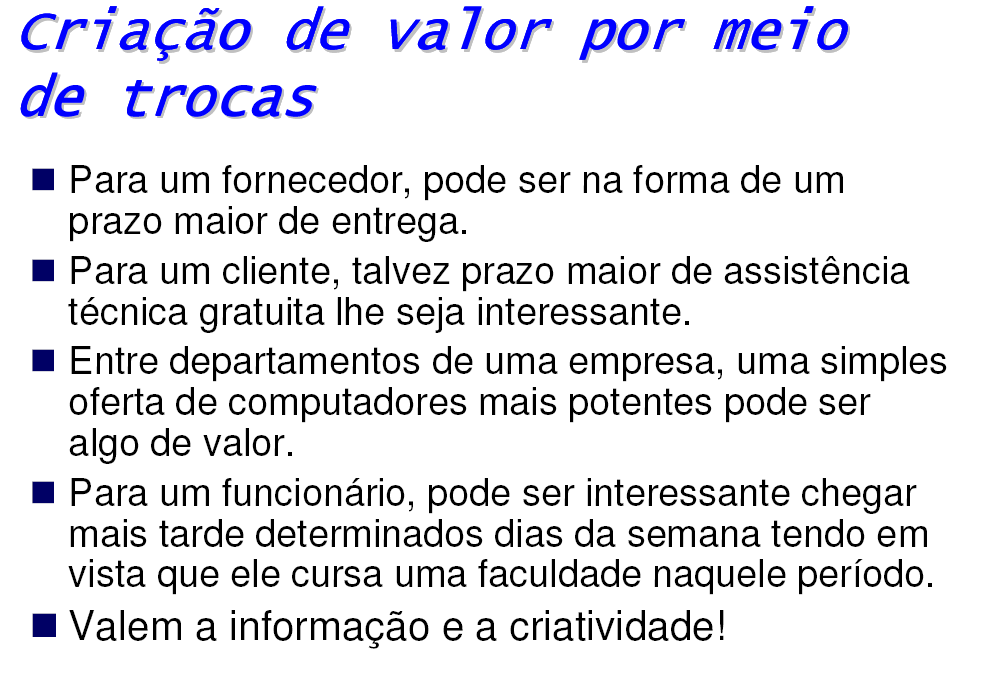 Criação de valor por meio
de trocas
Para um fornecedor, pode ser na forma de um
prazo maior de entrega.
Para um cliente, talvez prazo maior de assistência
técnica gratuita lhe seja interessante.
Entre departamentos de uma empresa, uma simples
oferta de computadores mais potentes pode ser
algo de valor.
Para um funcionário, pode ser interessante chegar
mais tarde determinados dias da semana tendo em
vista que ele cursa uma faculdade naquele período.
Valem a informação e a criatividade!